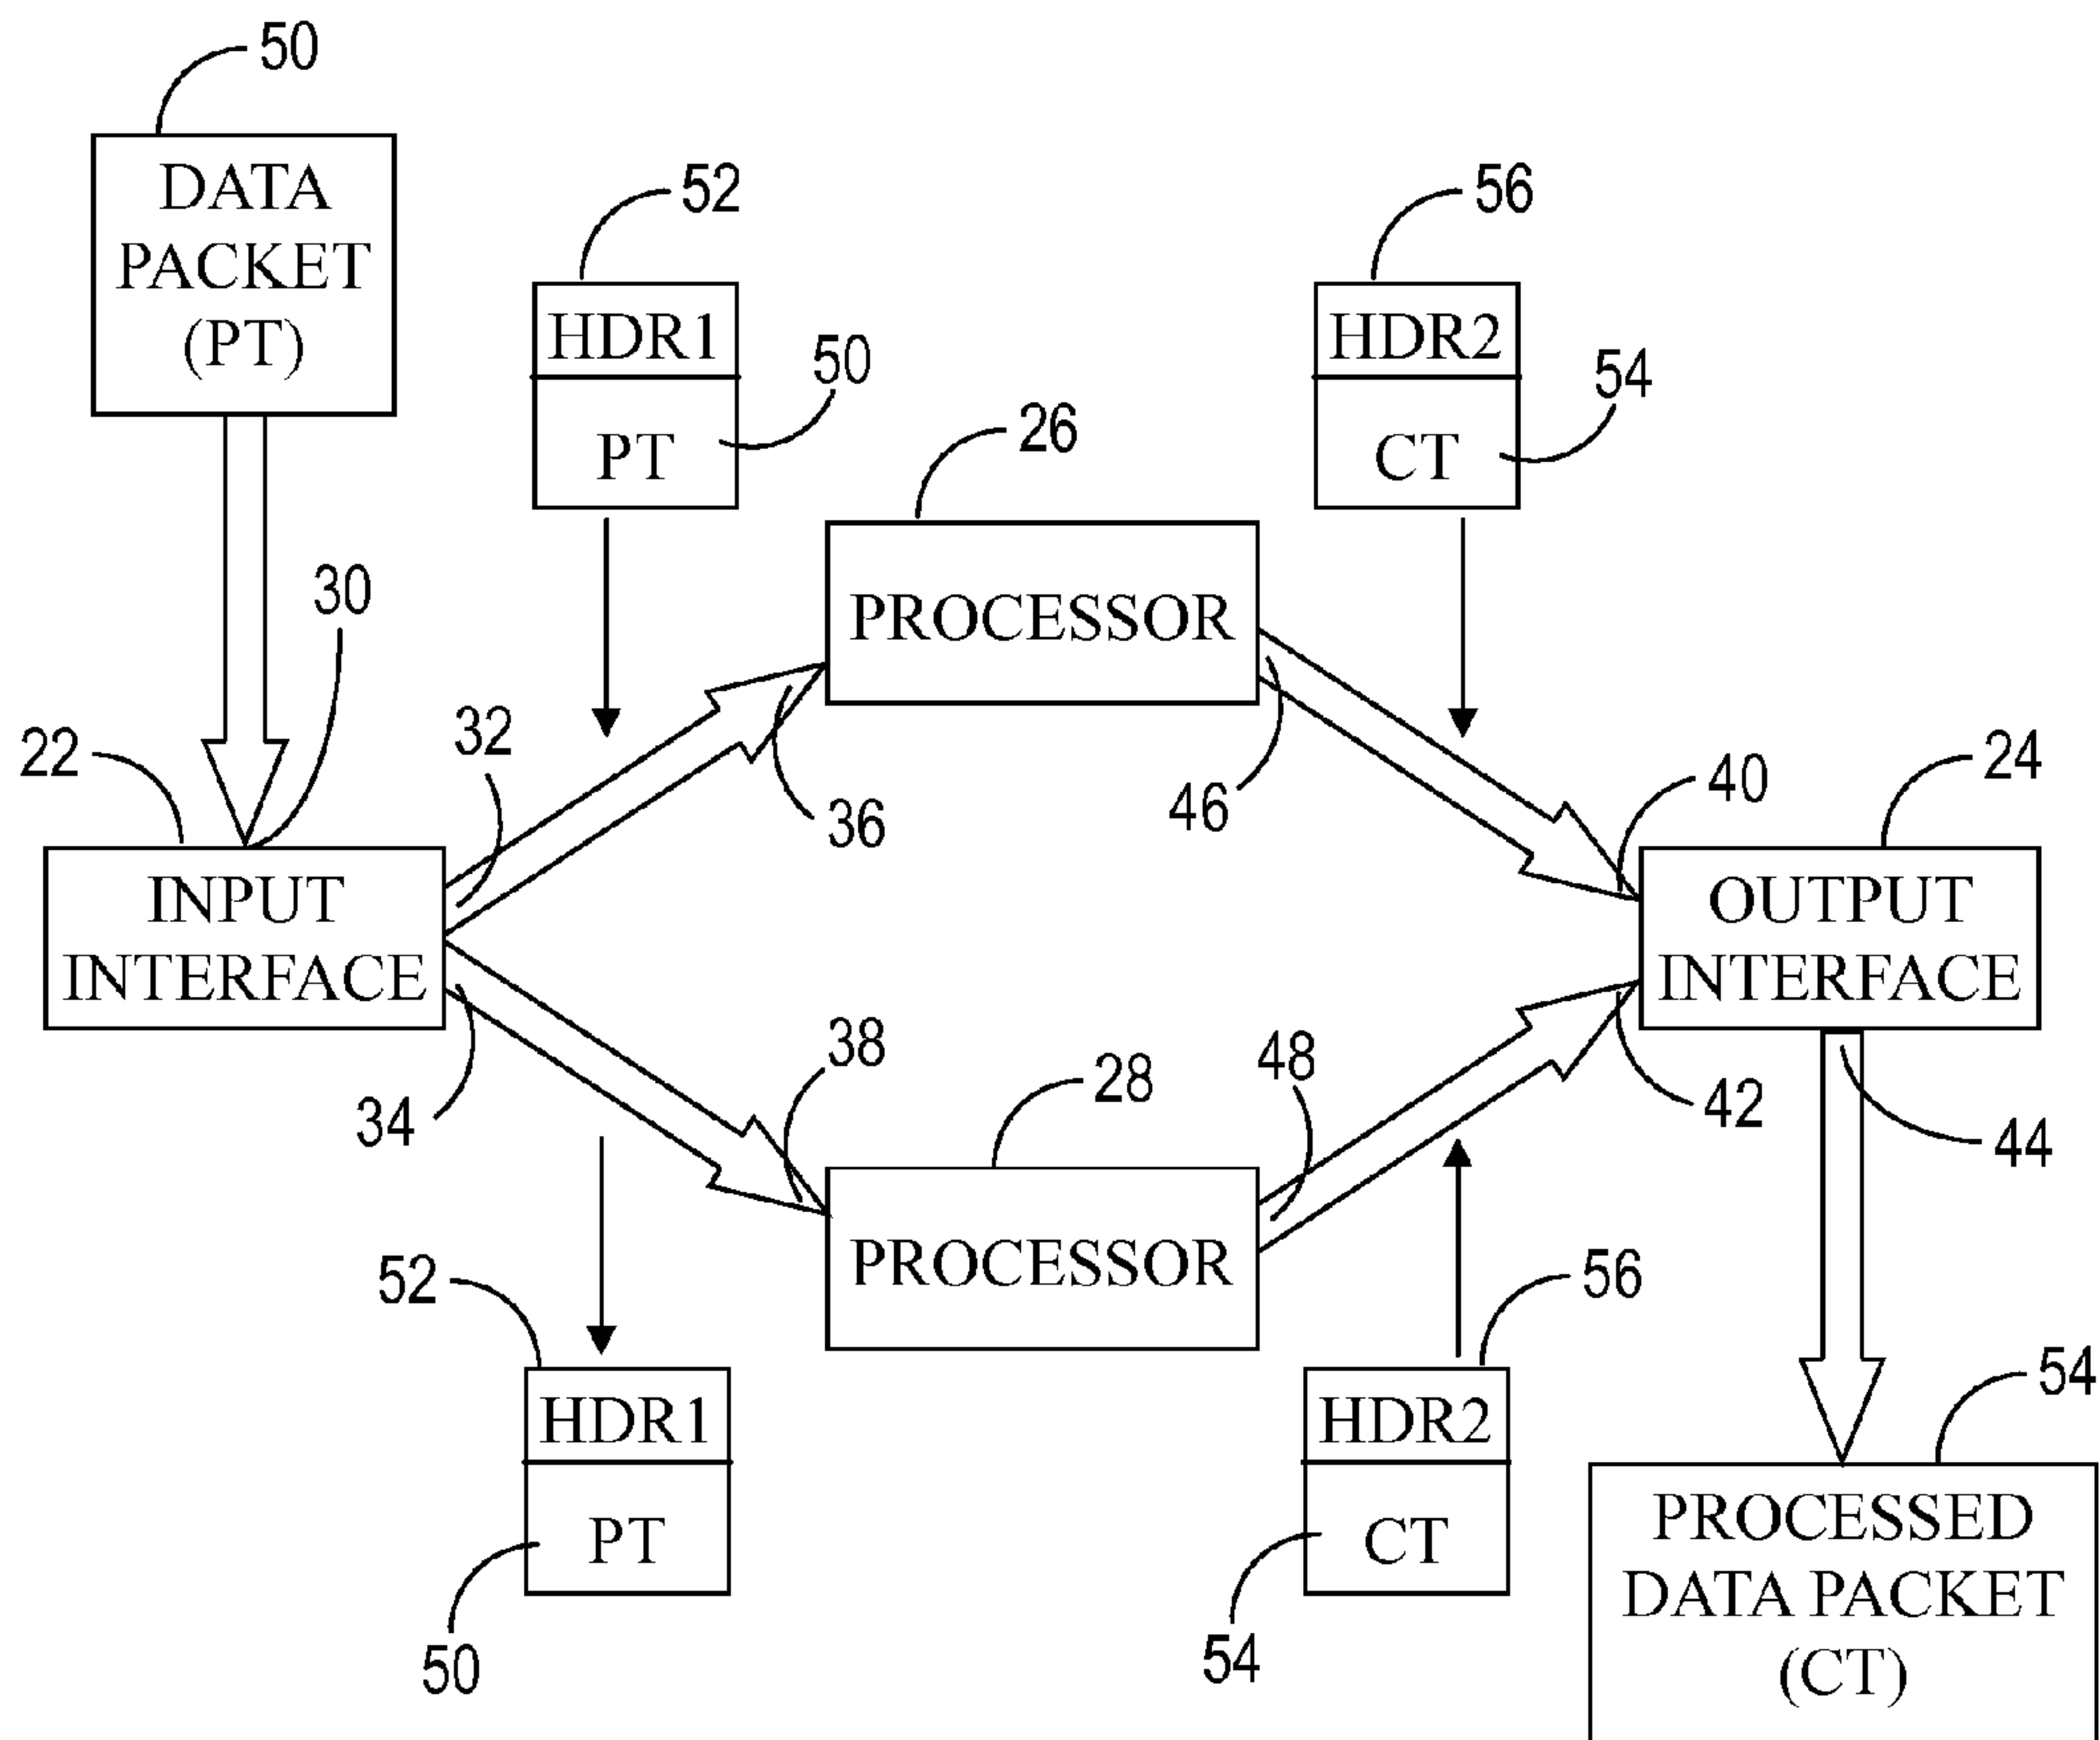 50
DATA
PACKET
(PT)
52
HDR1
50
PT
56
HDR2
54
CT
26
PROCESSOR
30
22
32
36
46
40
24
INPUT
INTERFACE
OUTPUT
INTERFACE
34
38
28
48
42
44
PROCESSOR
52
HDR1
PT
50
56
HDR2
CT
54
54
PROCESSED
DATA PACKET
(CT)